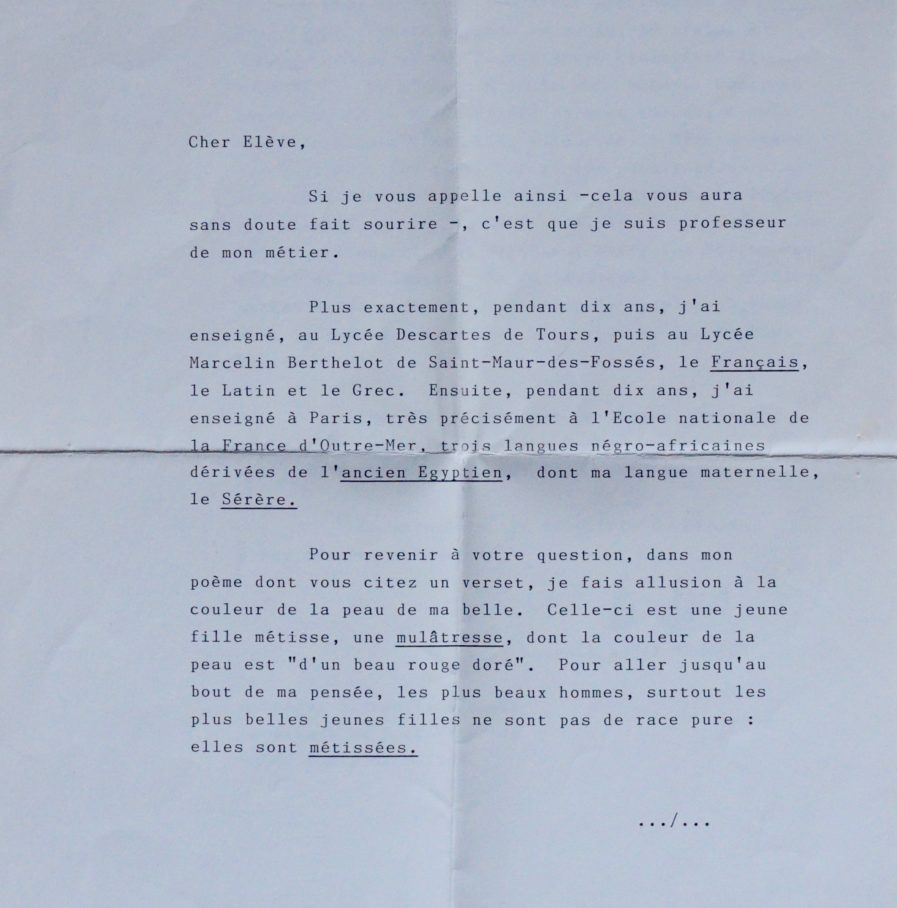 Cher Elève,
Si je vous appelle ainsi -cela vous aura
sans doute fait sourire -, c'est que je suis professeur
de mon métier.
Plus exactement, pendant dix ans, j'ai
enseigné, au Lycée Descartes de Tours, puis au Lycée
Marcelin Berthelot de Saint-Maur-des-Fossés, le Français,
le Latin et le Grec. Ensuite, pendant dix ans, j'ai
enseigné à Paris, très précisément à l'Ecole nationale de
la France d'Outre-Mer, trois langues négro-africaines
dérivées de l'ancien Egyptien, dont ma langue maternelle,
le Sérère.
Pour revenir à votre question, dans mon
poème dont vous citez un verset, je fais allusion à la
couleur de la peau de ma belle. Celle-ci est une jeune
fille métisse, une mulâtresse, dont la couleur de la
peau est "d'un beau rouge doré". Pour aller jusqu'au
bout de ma pensée, les plus beaux hommes, surtout les
plus belles jeunes filles ne sont pas de race pure :
elles sont métissées.
.../...